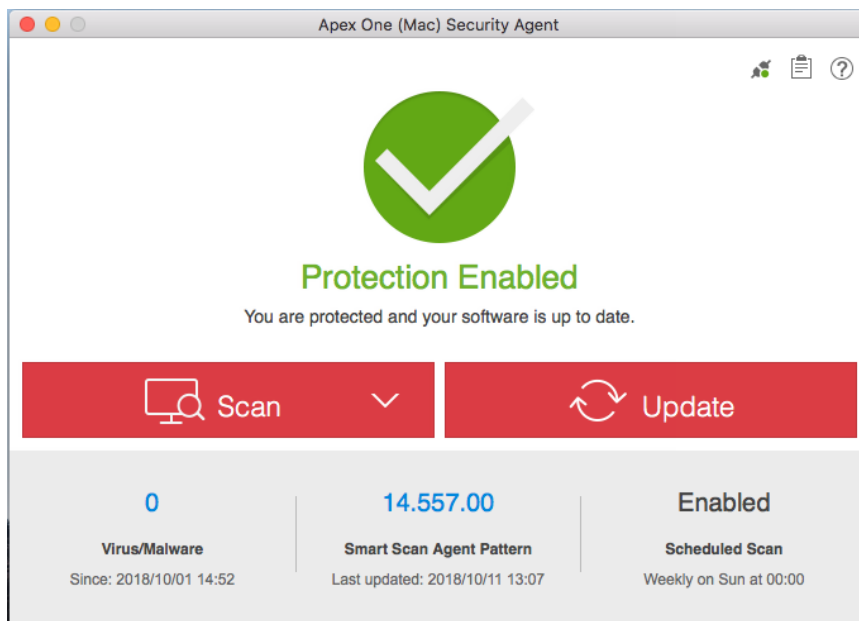 Apex One (Mac) Security Agent
?
Protection Enabled
You are protected and your software is up to date.
Scan
Update
0
14.557.00
Enabled
Virus/Malware
Smart Scan Agent Pattern
Scheduled Scan
Since: 2018/10/01 14:52
Last updated: 2018/10/11 13:07
Weekly on Sun at 00:00